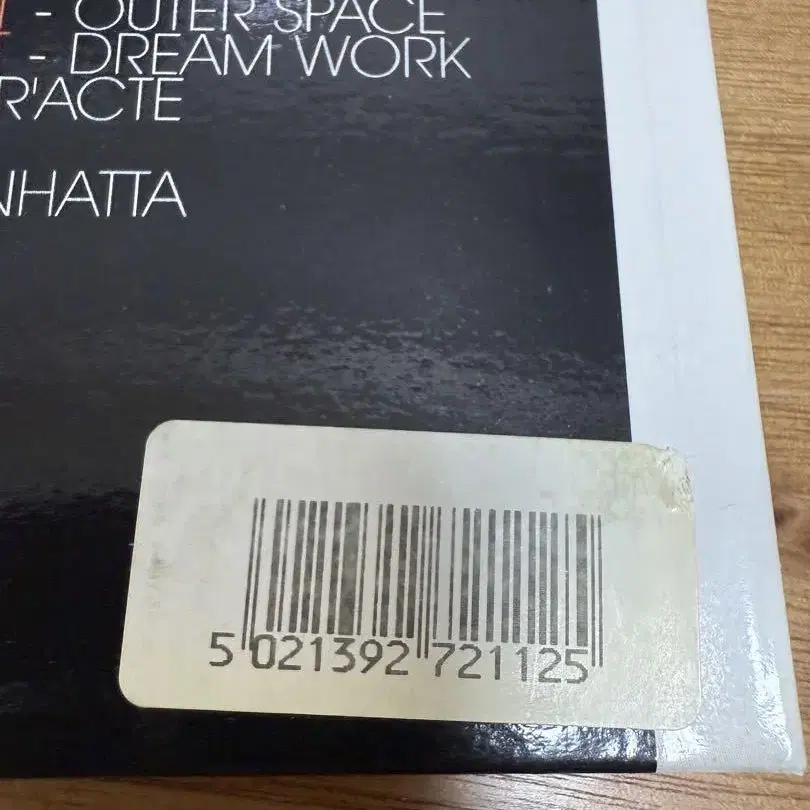 - OUTER SPACE
- DREAM WORK
R'ACTE
NHATTA
5 021392 721125